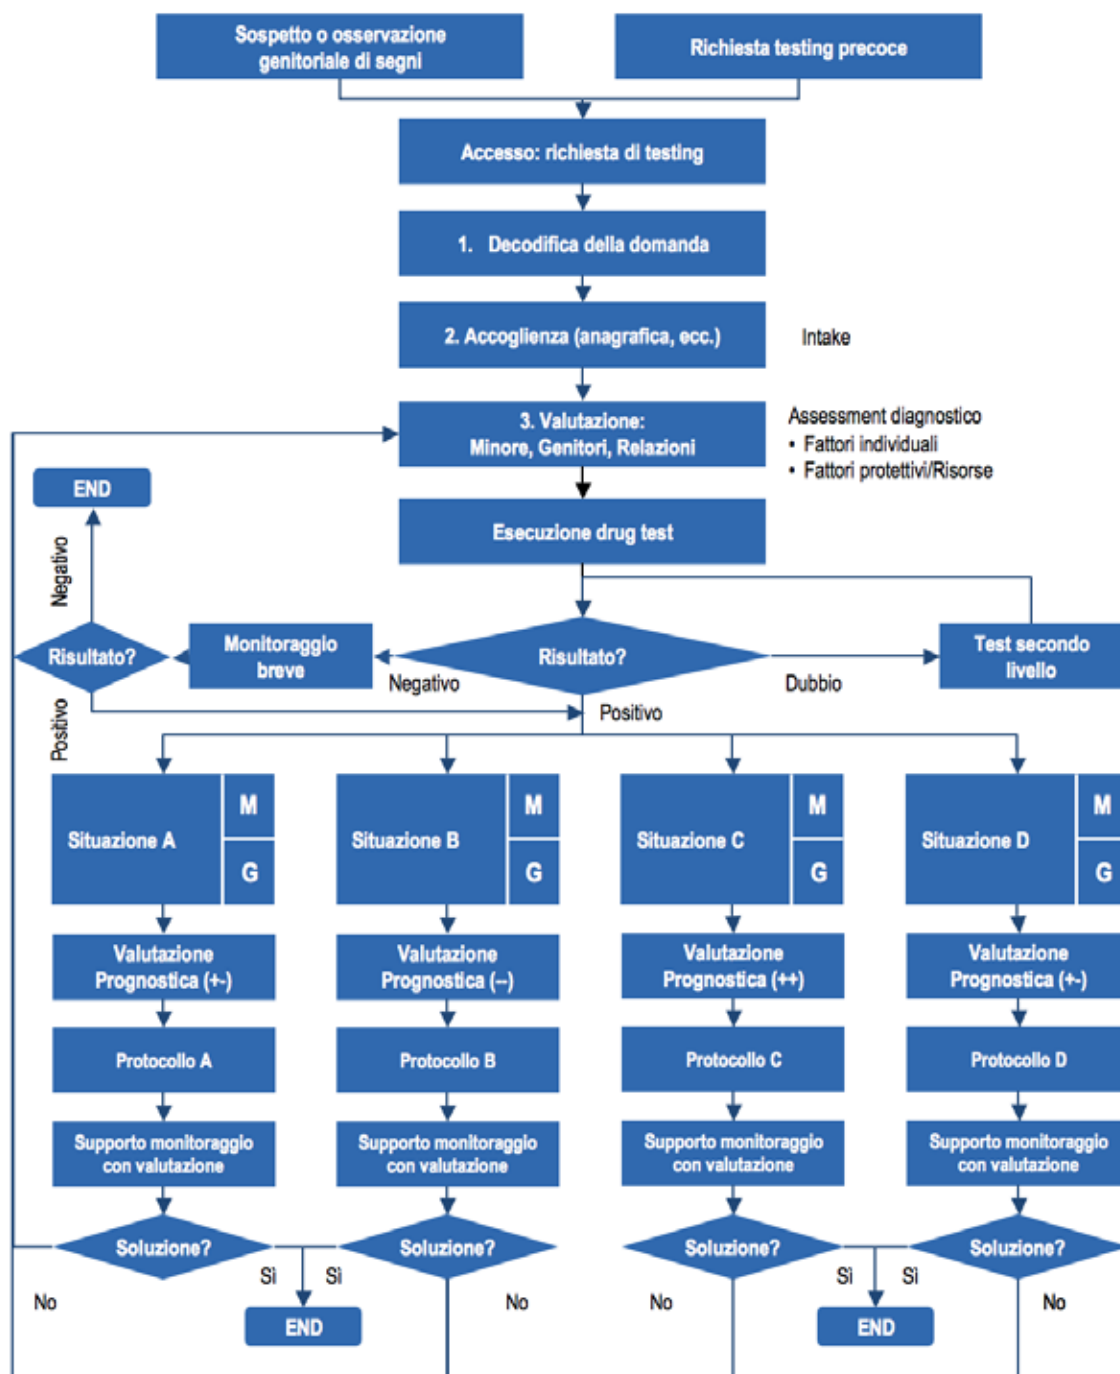 Sospetto o osservazione
genitoriale di segni
Richiesta testing precoce
Accesso: richiesta di testing
1. Decodifica della domanda
2. Accoglienza (anagrafica, ecc.)
Intake
3. Valutazione:
Minore, Genitori, Relazioni
Assessment diagnostico
• Fattori individuali
• Fattori protettivi/Risorse
END
Esecuzione drug test
Negativo
Risultato?
Monitoraggio
breve
Negativo
Risultato?
Dubbio
Test secondo
livello
Positivo
Positivo
Situazione A
M
G
Situazione B
M
G
Situazione C
M
G
Situazione D
M
G
Valutazione
Prognostica (+-)
Valutazione
Prognostica (--)
Valutazione
Prognostica (++)
Valutazione
Prognostica (+-)
Protocollo A
Protocollo B
Protocollo C
Protocollo D
Supporto monitoraggio
con valutazione
Supporto monitoraggio
con valutazione
Supporto monitoraggio
con valutazione
Supporto monitoraggio
con valutazione
Soluzione?
Soluzione?
Soluzione?
Soluzione?
No
Sì
Sì
No
No
Sì
Sì
No
END
END